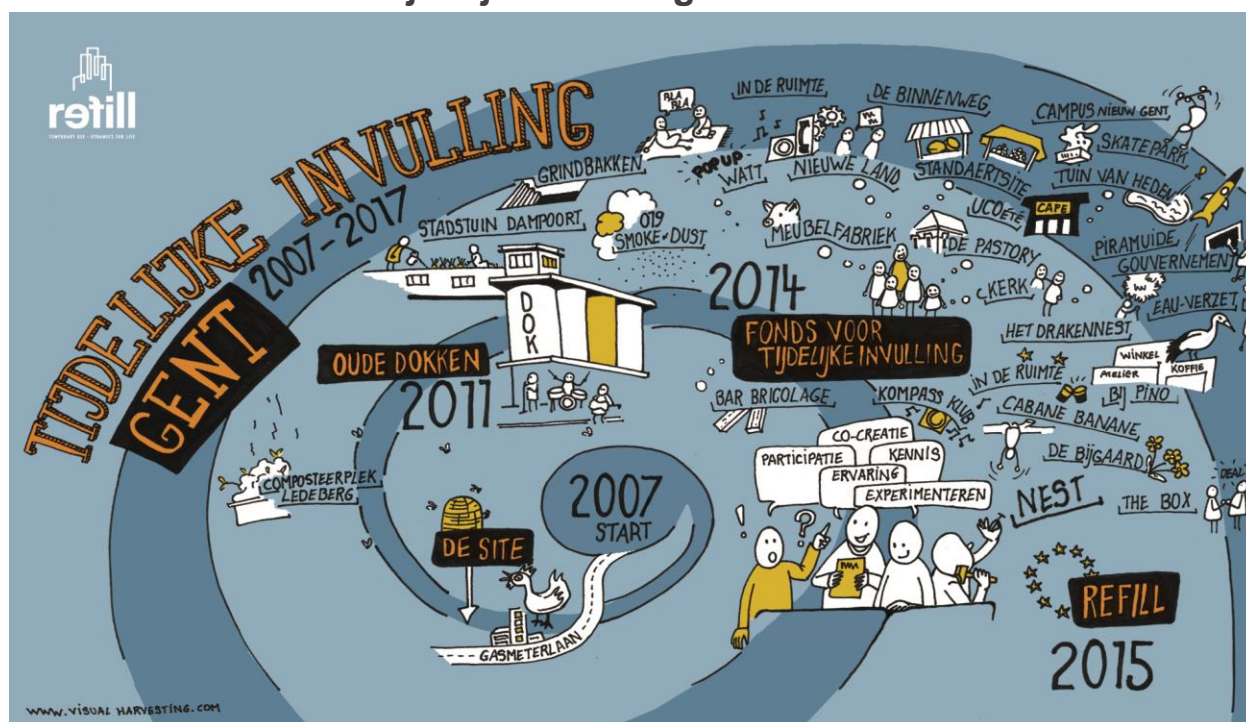 refill
TEMPORARY USE - DYNAMICS FOR LIFE
TIJDELIJKE INVULLING
GENT
2007-2017
BLA
BLA
IN DE RUIMTE
DE BINNENWEG
CAMPUS NIEUW GENT
SKATEPARK
GRINDBAKKEN
POP UP
WATT
NIEUWE LAND
STANDAERTSITE
TUIN VAN HEDEN
STADSTUIN DAMPOORT
019
SMOKE & DUST
MEUBELFABRIEK
UCO ETÉ
CAFE
DE PASTORY
PIRAMUIDE
GOUVERNEMENT
DOK
2014
FONDS VOOR
TIJDELIJKE INVULLING
KERK
EAU-VERZET
HET DRAKENNEST
OUDE DOKKEN
2011
WINKEL
ATELIER
KOFFIE
BIJ PINO
BAR BRICOLAGE
KOMPASS KLUB
IN DE RUIMTE
CABANE BANANE
CO-CREATIE
PARTICIPATIE
KENNIS
ERVARING
EXPERIMENTEREN
DE BIJGAARD
COMPOSTEERPLEK
LEDEBERG
2007
START
NEST
THE BOX
DEAL
DE SITE
! ?
GASMETERLAAN
REFILL
2015
WWW.VISUAL HARVESTING.COM